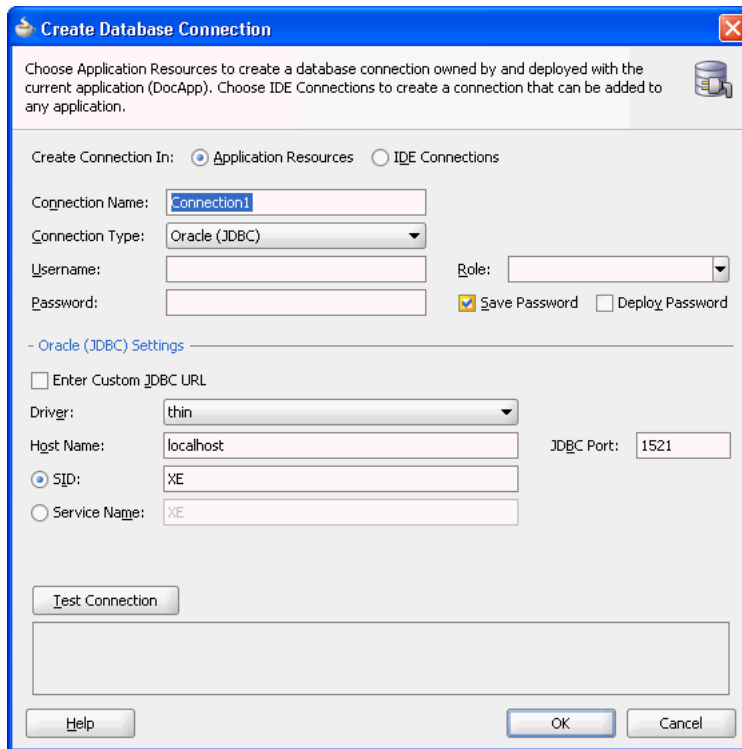 Create Database Connection
Choose Application Resources to create a database connection owned by and deployed with the
current application (DocApp). Choose IDE Connections to create a connection that can be added to
any application.
Create Connection In: Application Resources IDE Connections
Connection Name: Connection1
Connection Type: Oracle (JDBC)
Username: Role:
Password: Save Password Deploy Password
- Oracle (JDBC) Settings
Enter Custom JDBC URL
Driver: thin
Host Name: localhost JDBC Port: 1521
SID: XE
Service Name: XE
Test Connection
Help OK Cancel